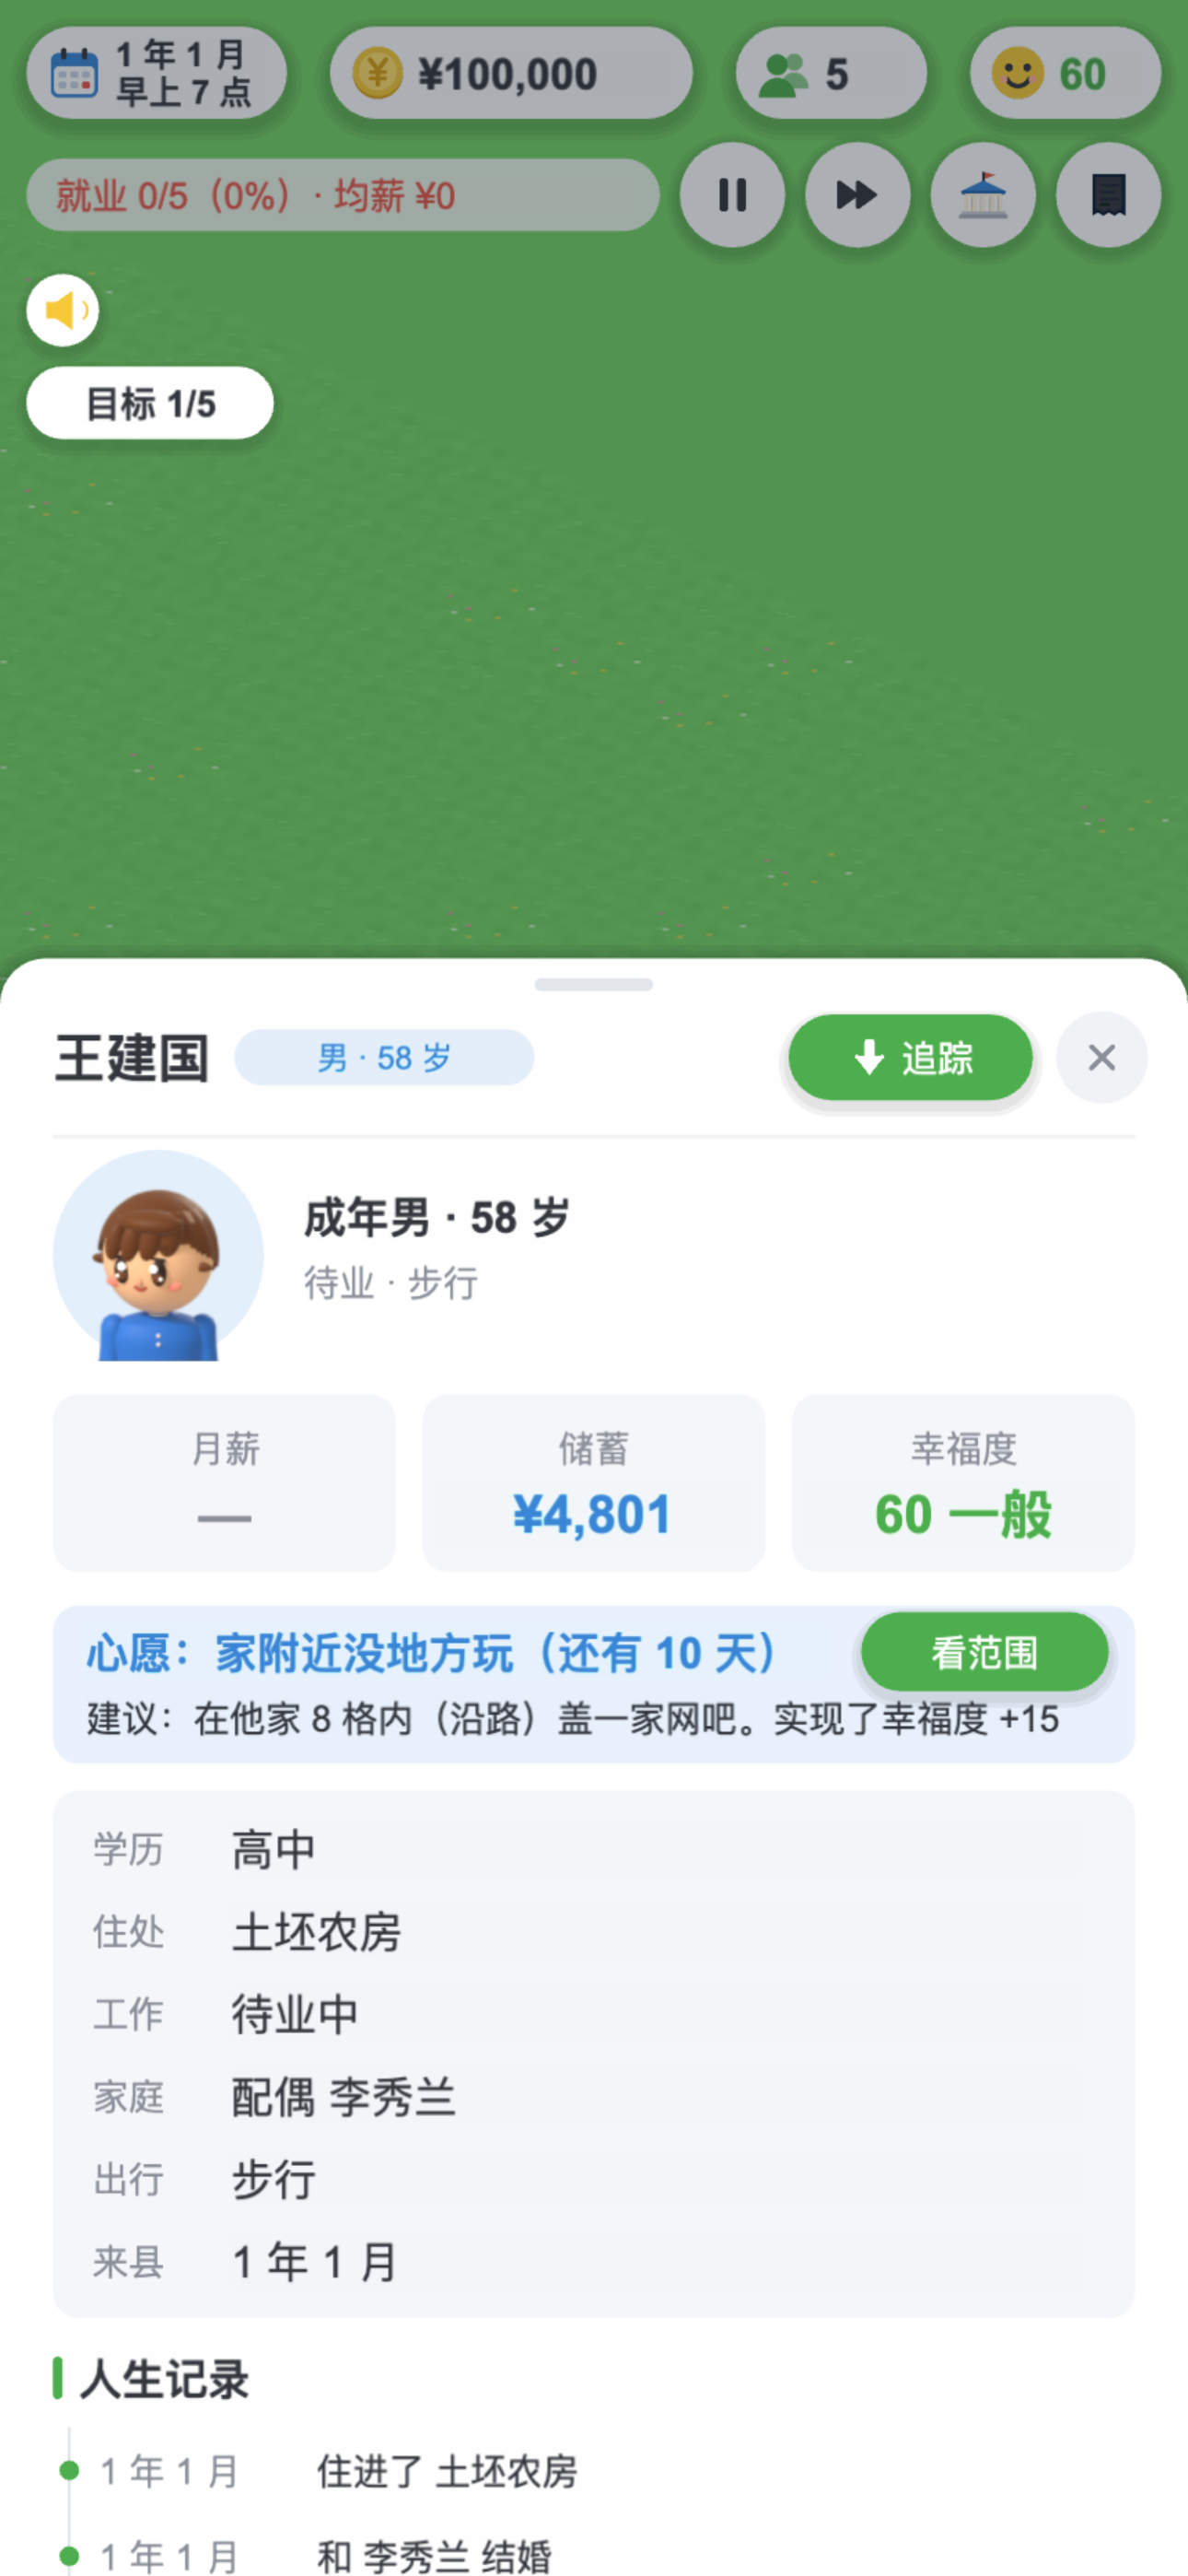 1 年 1 月
早上 7 点
¥100,000
5
60
就业 0/5（0%）· 均薪 ¥0
目标 1/5
王建国
男 · 58 岁
追踪
成年男 · 58 岁
待业 · 步行
月薪
—
储蓄
¥4,801
幸福度
60 一般
心愿：家附近没地方玩（还有 10 天）
看范围
建议：在他家 8 格内（沿路）盖一家网吧。实现了幸福度 +15
学历 高中
住处 土坯农房
工作 待业中
家庭 配偶 李秀兰
出行 步行
来县 1 年 1 月
人生记录
1 年 1 月 住进了 土坯农房
1 年 1 月 和 李秀兰 结婚